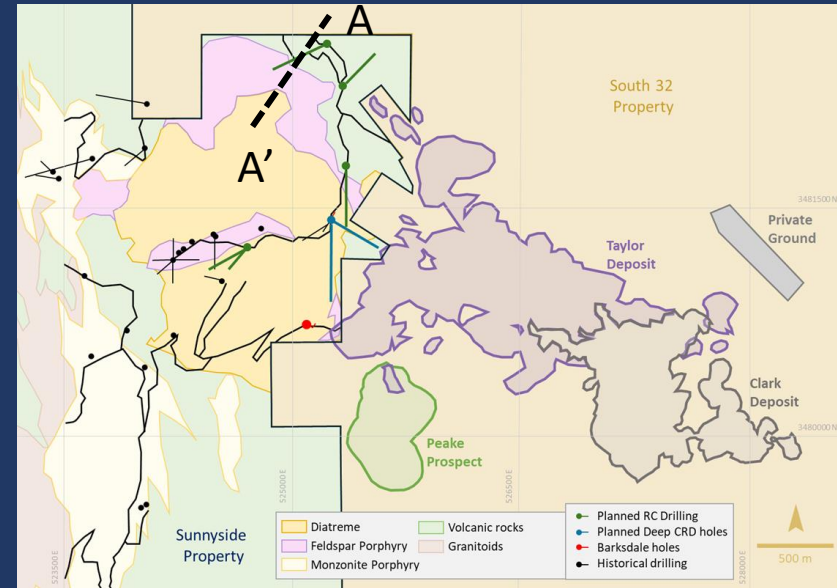 A
South 32
Property
A'
3481500 N
Private
Ground
Taylor
Deposit
Clark
Deposit
3480000 N
Peake
Prospect
525000 E
526500 E
Sunnyside
Property
Diatreme
Feldspar Porphyry
Monzonite Porphyry
Volcanic rocks
Granitoids
Planned RC Drilling
Planned Deep CRD holes
Barksdale holes
Historical drilling
523500 E
528000 E
500 m